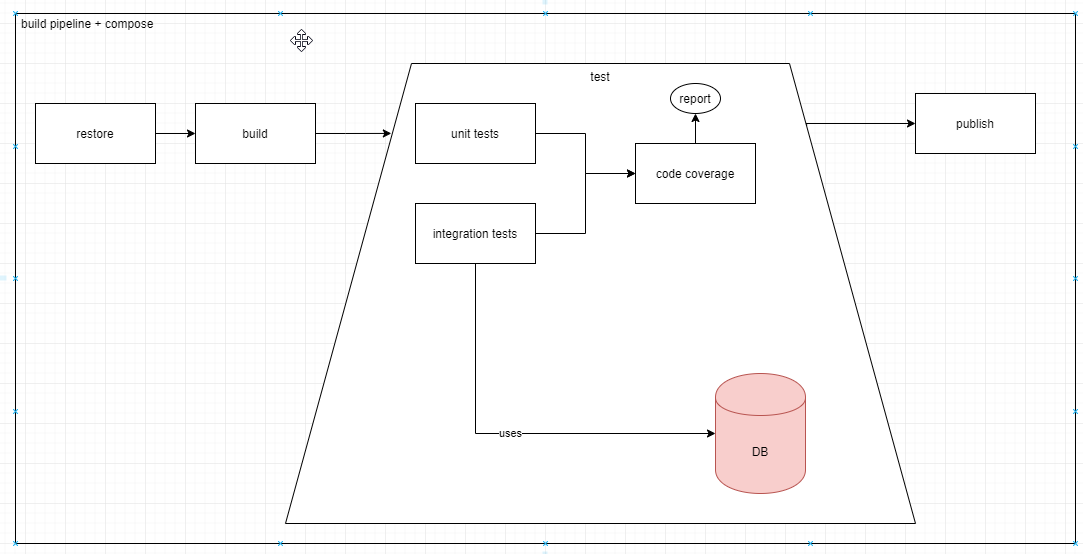 build pipeline + compose
test
report
restore
build
unit tests
publish
code coverage
integration tests
uses
DB